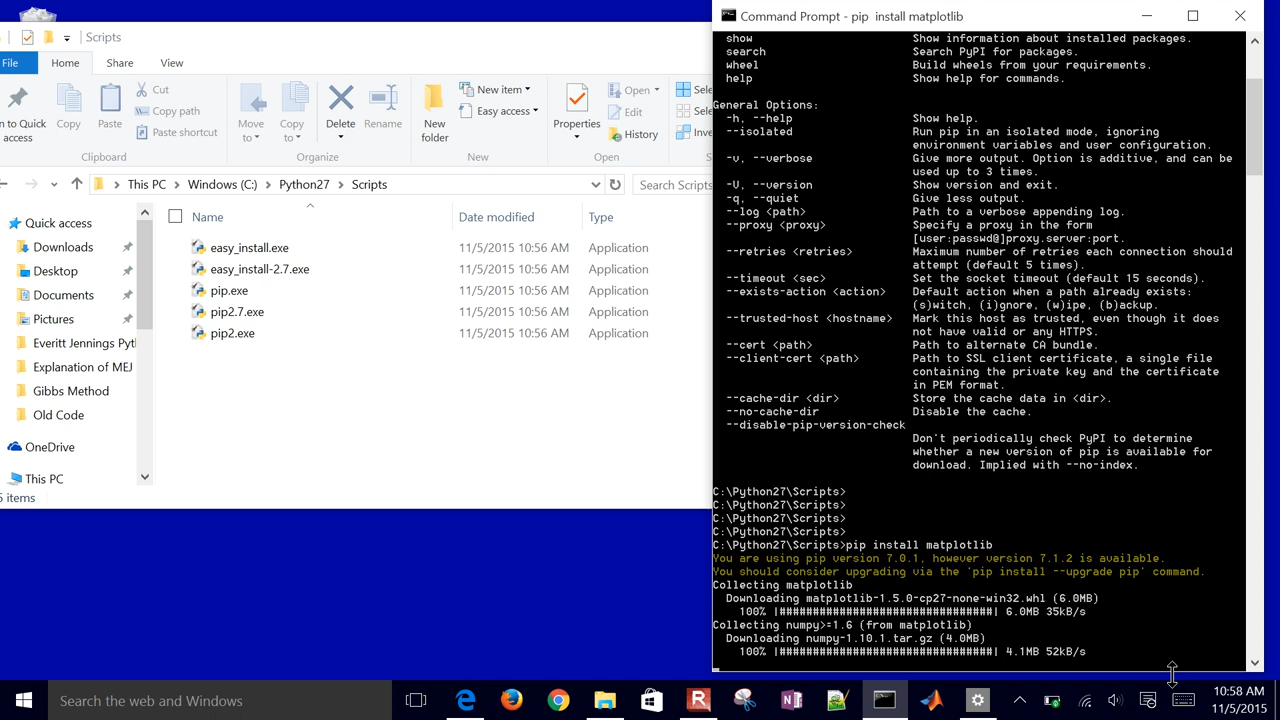 Scripts
File Home Share View
n to Quick
access
Copy
Paste
Cut
Copy path
Paste shortcut
Clipboard
Move
to
Copy
to
Delete
Rename
Organize
New
folder
New item
Easy access
New
Properties
Open
Edit
History
Open
Sele
Sele
Inve
This PC > Windows (C:) > Python27 > Scripts
Search Scripts
Name Date modified Type
easy_install.exe 11/5/2015 10:56 AM Application
easy_install-2.7.exe 11/5/2015 10:56 AM Application
pip.exe 11/5/2015 10:56 AM Application
pip2.7.exe 11/5/2015 10:56 AM Application
pip2.exe 11/5/2015 10:56 AM Application
Quick access
Downloads
Desktop
Documents
Pictures
Everitt Jennings Pyth
Explanation of MEJ
Gibbs Method
Old Code
OneDrive
This PC
5 items
Command Prompt - pip install matplotlib
show Show information about installed packages.
search Search PyPI for packages.
wheel Build wheels from your requirements.
help Show help for commands.
General Options:
-h, --help Show help.
--isolated Run pip in an isolated mode, ignoring
environment variables and user configuration.
-v, --verbose Give more output. Option is additive, and can be
used up to 3 times.
-V, --version Show version and exit.
-q, --quiet Give less output.
--log <path> Path to a verbose appending log.
--proxy <proxy> Specify a proxy in the form
[user:passwd@]proxy.server:port.
--retries <retries> Maximum number of retries each connection should
attempt (default 5 times).
--timeout <sec> Set the socket timeout (default 15 seconds).
--exists-action <action> Default action when a path already exists:
(s)witch, (i)gnore, (w)ipe, (b)ackup.
--trusted-host <hostname> Mark this host as trusted, even though it does
not have valid or any HTTPS.
--cert <path> Path to alternate CA bundle.
--client-cert <path> Path to SSL client certificate, a single file
containing the private key and the certificate
in PEM format.
--cache-dir <dir> Store the cache data in <dir>.
--no-cache-dir Disable the cache.
--disable-pip-version-check
Don't periodically check PyPI to determine
whether a new version of pip is available for
download. Implied with --no-index.
C:\Python27\Scripts>
C:\Python27\Scripts>
C:\Python27\Scripts>
C:\Python27\Scripts>
C:\Python27\Scripts>pip install matplotlib
You are using pip version 7.0.1, however version 7.1.2 is available.
You should consider upgrading via the 'pip install --upgrade pip' command.
Collecting matplotlib
Downloading matplotlib-1.5.0-cp27-none-win32.whl (6.0MB)
100% |################################| 6.0MB 35kB/s
Collecting numpy>=1.6 (from matplotlib)
Downloading numpy-1.10.1.tar.gz (4.0MB)
100% |################################| 4.1MB 52kB/s
Search the web and Windows
10:58 AM
11/5/2015